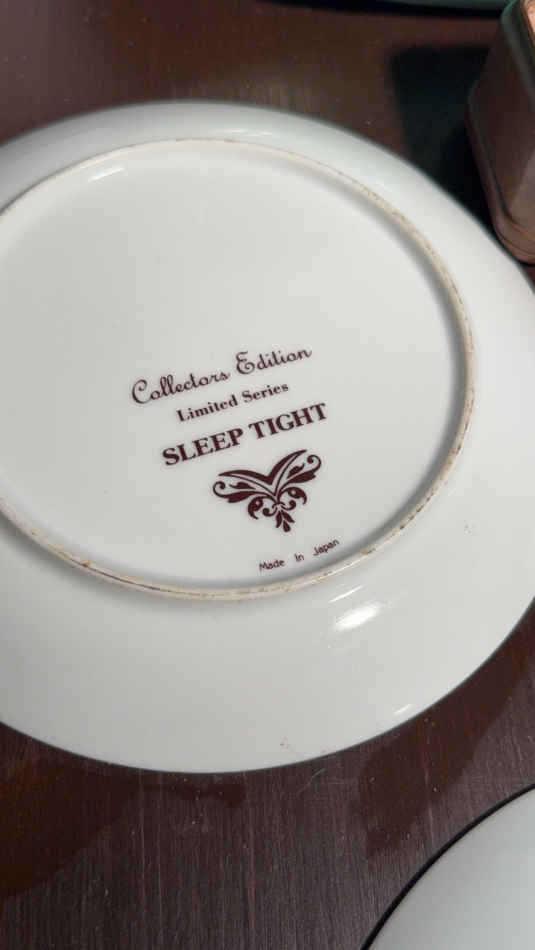 Collectors Edition
Limited Series
SLEEP TIGHT
Made In Japan